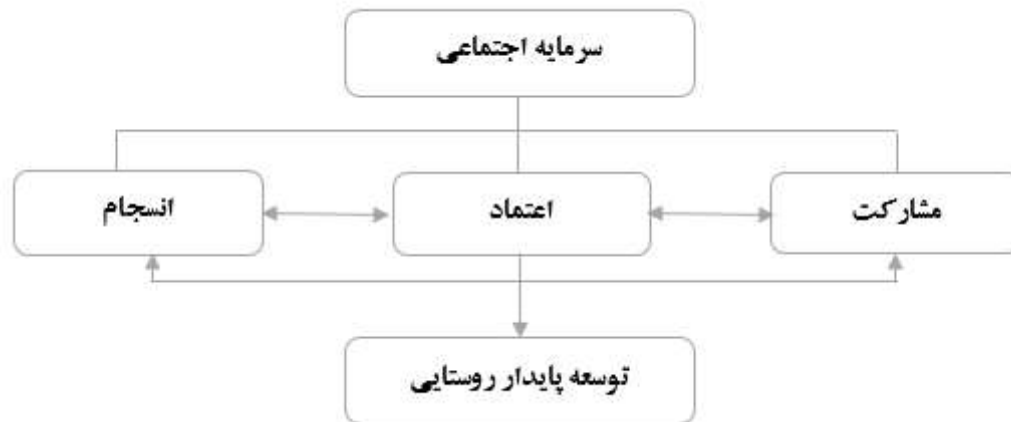 سرمایه اجتماعی
مشارکت
اعتماد
انسجام
توسعه پایدار روستایی